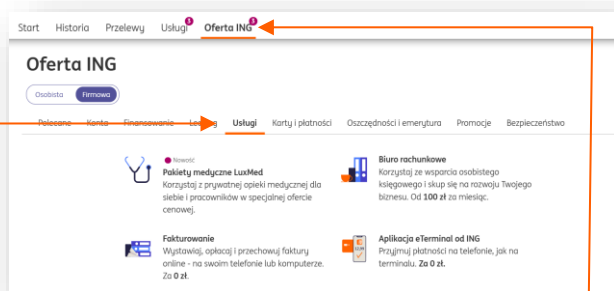 Start Historia Przelewy Usługi Oferta ING
Oferta ING
Osobista Firmowa
Polecane Konta Finansowanie Leasing Usługi Karty i płatności Oszczędności i emerytura Promocje Bezpieczeństwo
Nowość
Pakiety medyczne LuxMed
Korzystaj z prywatnej opieki medycznej dla
siebie i pracowników w specjalnej ofercie
cenowej.
Biuro rachunkowe
Korzystaj ze wsparcia osobistego
księgowego i skup się na rozwoju Twojego
biznesu. Od 100 zł za miesiąc.
Fakturowanie
Wystawiaj, opłacaj i przechowuj faktury
online - na swoim telefonie lub komputerze.
Za 0 zł.
Aplikacja eTerminal od ING
Przyjmuj płatności na telefonie, jak na
terminalu. Za 0 zł.